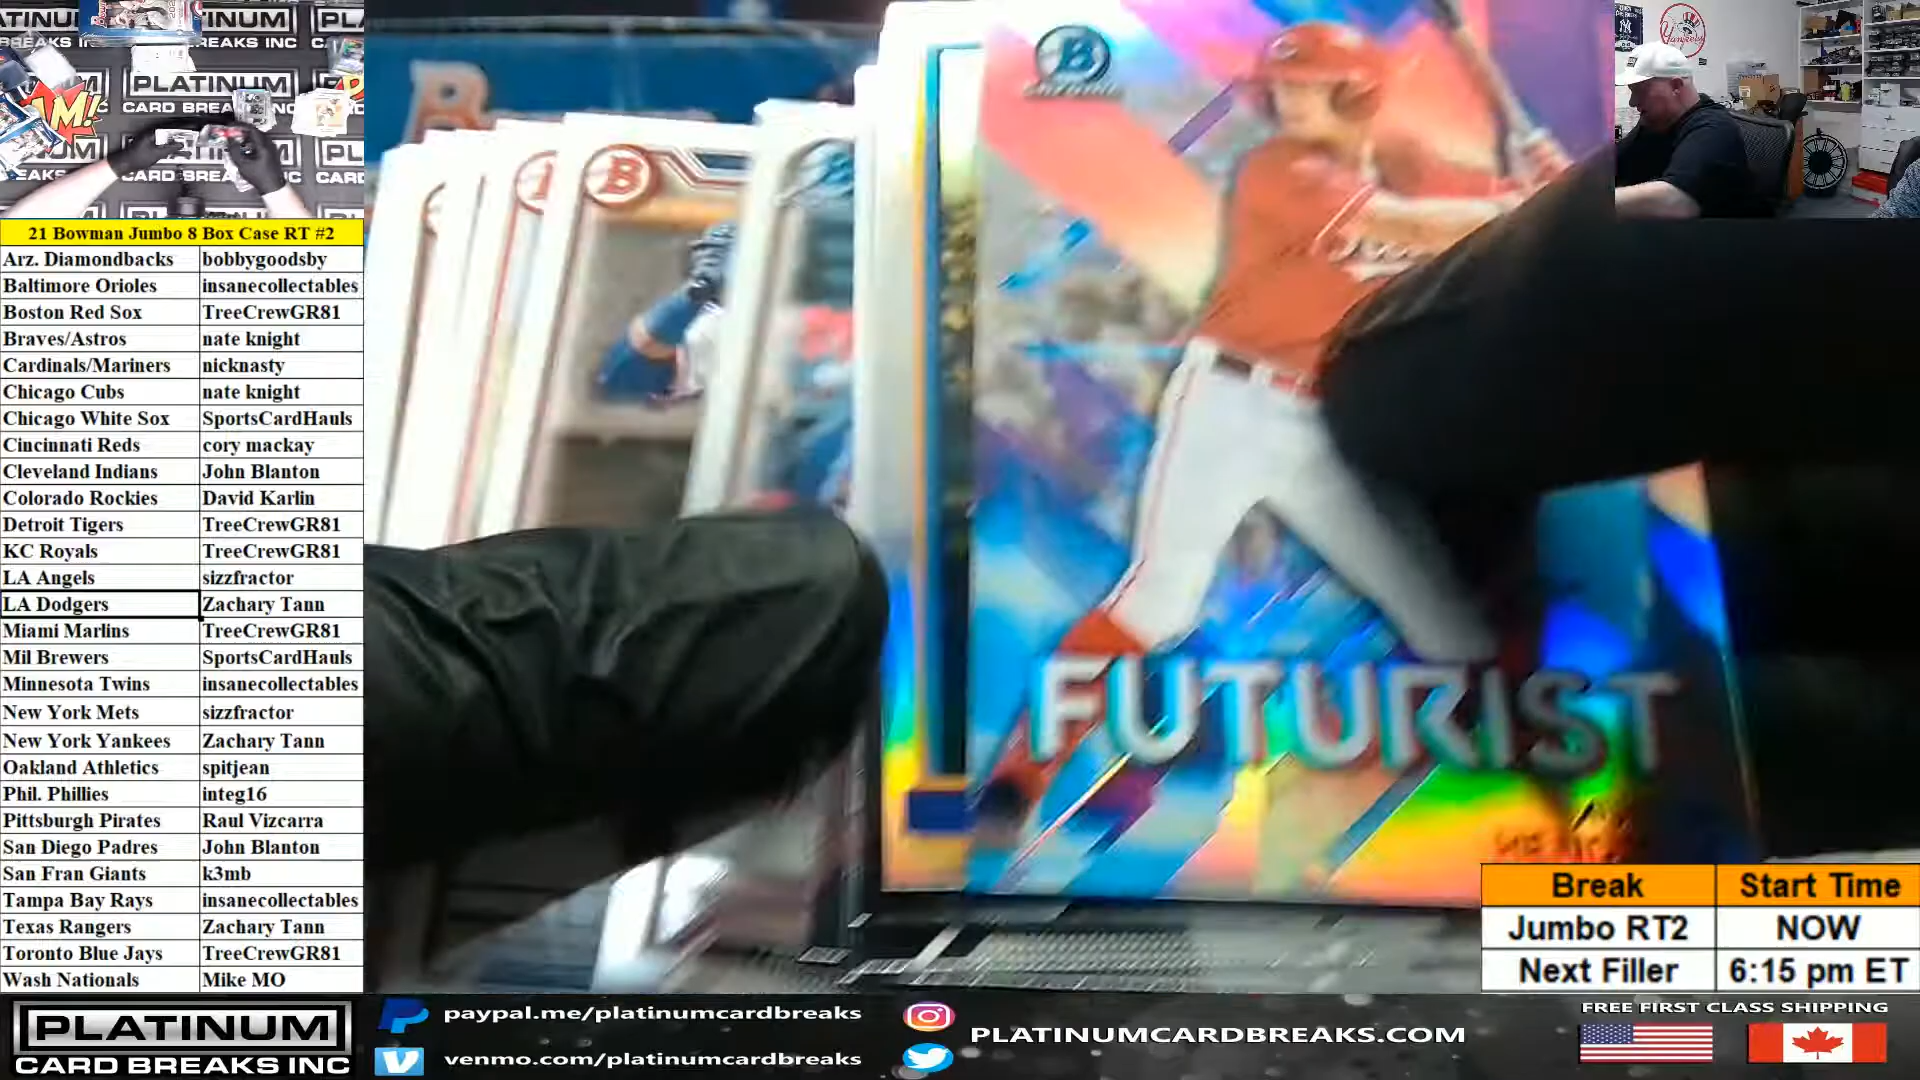 PLATINUM
CARD BREAKS INC
21 Bowman Jumbo 8 Box Case RT #2
Arz. Diamondbacks bobbygoodsby
Baltimore Orioles insanecollectables
Boston Red Sox TreeCrewGR81
Braves/Astros nate knight
Cardinals/Mariners nicknasty
Chicago Cubs nate knight
Chicago White Sox SportsCardHauls
Cincinnati Reds cory mackay
Cleveland Indians John Blanton
Colorado Rockies David Karlin
Detroit Tigers TreeCrewGR81
KC Royals TreeCrewGR81
LA Angels sizzfractor
LA Dodgers Zachary Tann
Miami Marlins TreeCrewGR81
Mil Brewers SportsCardHauls
Minnesota Twins insanecollectables
New York Mets sizzfractor
New York Yankees Zachary Tann
Oakland Athletics spitjean
Phil. Phillies integ16
Pittsburgh Pirates Raul Vizcarra
San Diego Padres John Blanton
San Fran Giants k3mb
Tampa Bay Rays insanecollectables
Texas Rangers Zachary Tann
Toronto Blue Jays TreeCrewGR81
Wash Nationals Mike MO
B
B
B
CHROME
FUTURIST
Yankees
Break Start Time
Jumbo RT2 NOW
Next Filler 6:15 pm ET
PLATINUM
CARD BREAKS INC
paypal.me/platinumcardbreaks
venmo.com/platinumcardbreaks
PLATINUMCARDBREAKS.COM
FREE FIRST CLASS SHIPPING